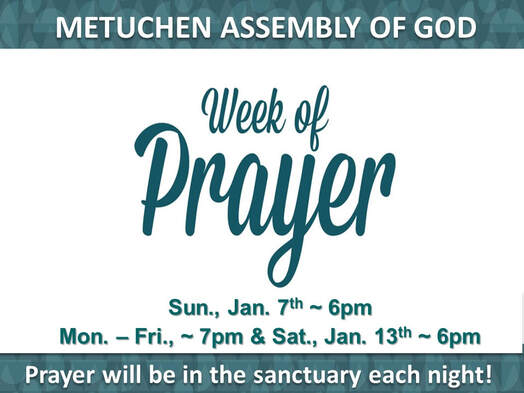 METUCHEN ASSEMBLY OF GOD
Week of
Prayer
Sun., Jan. 7th ~ 6pm
Mon. – Fri., ~ 7pm & Sat., Jan. 13th ~ 6pm
Prayer will be in the sanctuary each night!